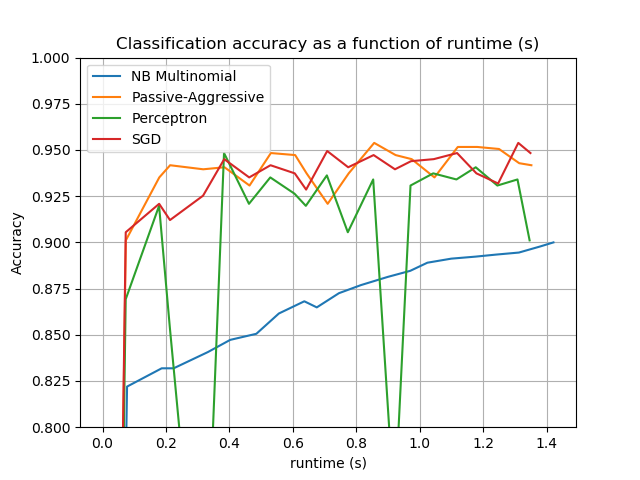 Classification accuracy as a function of runtime (s)
NB Multinomial
Passive-Aggressive
Perceptron
SGD
1.000
0.975
0.950
0.925
0.900
0.875
0.850
0.825
0.800
Accuracy
0.0 0.2 0.4 0.6 0.8 1.0 1.2 1.4
runtime (s)